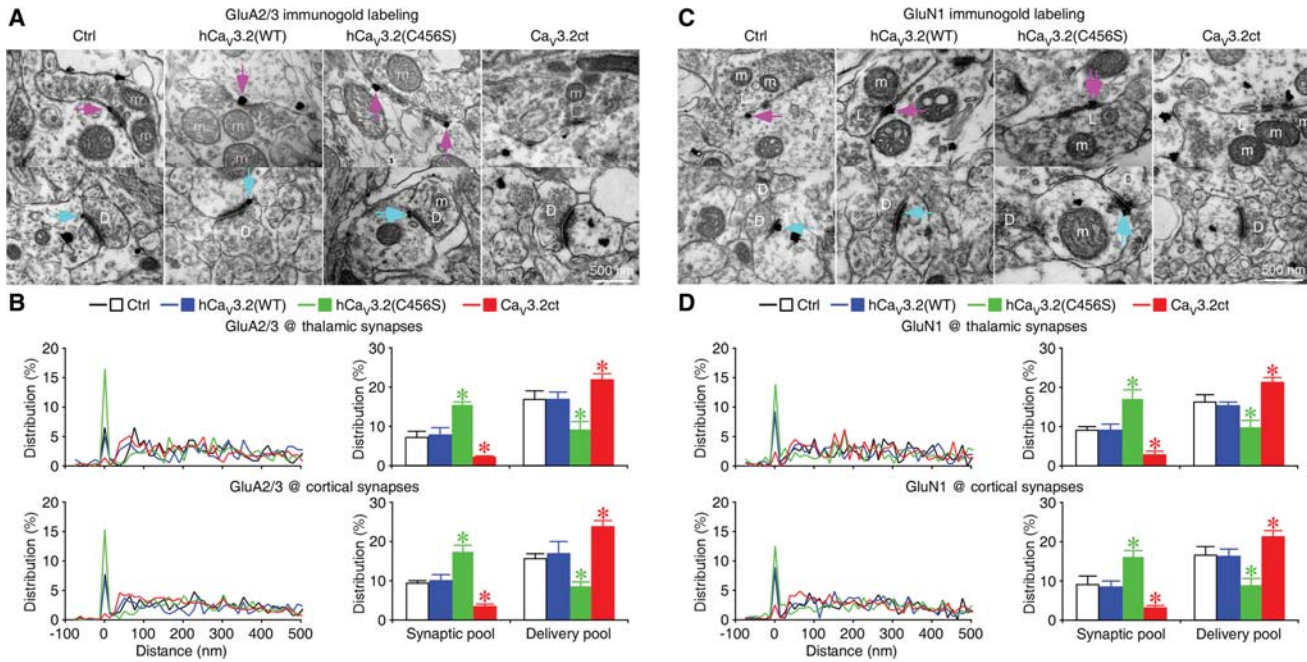 A
GluA2/3 immunogold labeling
Ctrl hCaV3.2(WT) hCaV3.2(C456S) CaV3.2ct
m m m m m m m m
L
D D D m D
500 nm
B
Ctrl hCaV3.2(WT) hCaV3.2(C456S) CaV3.2ct
GluA2/3 @ thalamic synapses
Distribution (%)
20
15
10
5
0
Distribution (%)
30
20
10
0
* * * *
GluA2/3 @ cortical synapses
Distribution (%)
20
15
10
5
0
-100 0 100 200 300 400 500
Distance (nm)
Distribution (%)
30
20
10
0
* * * *
Synaptic pool Delivery pool
C
GluN1 immunogold labeling
Ctrl hCaV3.2(WT) hCaV3.2(C456S) CaV3.2ct
m m m m m m m
L L L L
D D D D m D
500 nm
D
Ctrl hCaV3.2(WT) hCaV3.2(C456S) CaV3.2ct
GluN1 @ thalamic synapses
Distribution (%)
20
15
10
5
0
Distribution (%)
30
20
10
0
* * * *
GluN1 @ cortical synapses
Distribution (%)
20
15
10
5
0
-100 0 100 200 300 400 500
Distance (nm)
Distribution (%)
30
20
10
0
* * * *
Synaptic pool Delivery pool